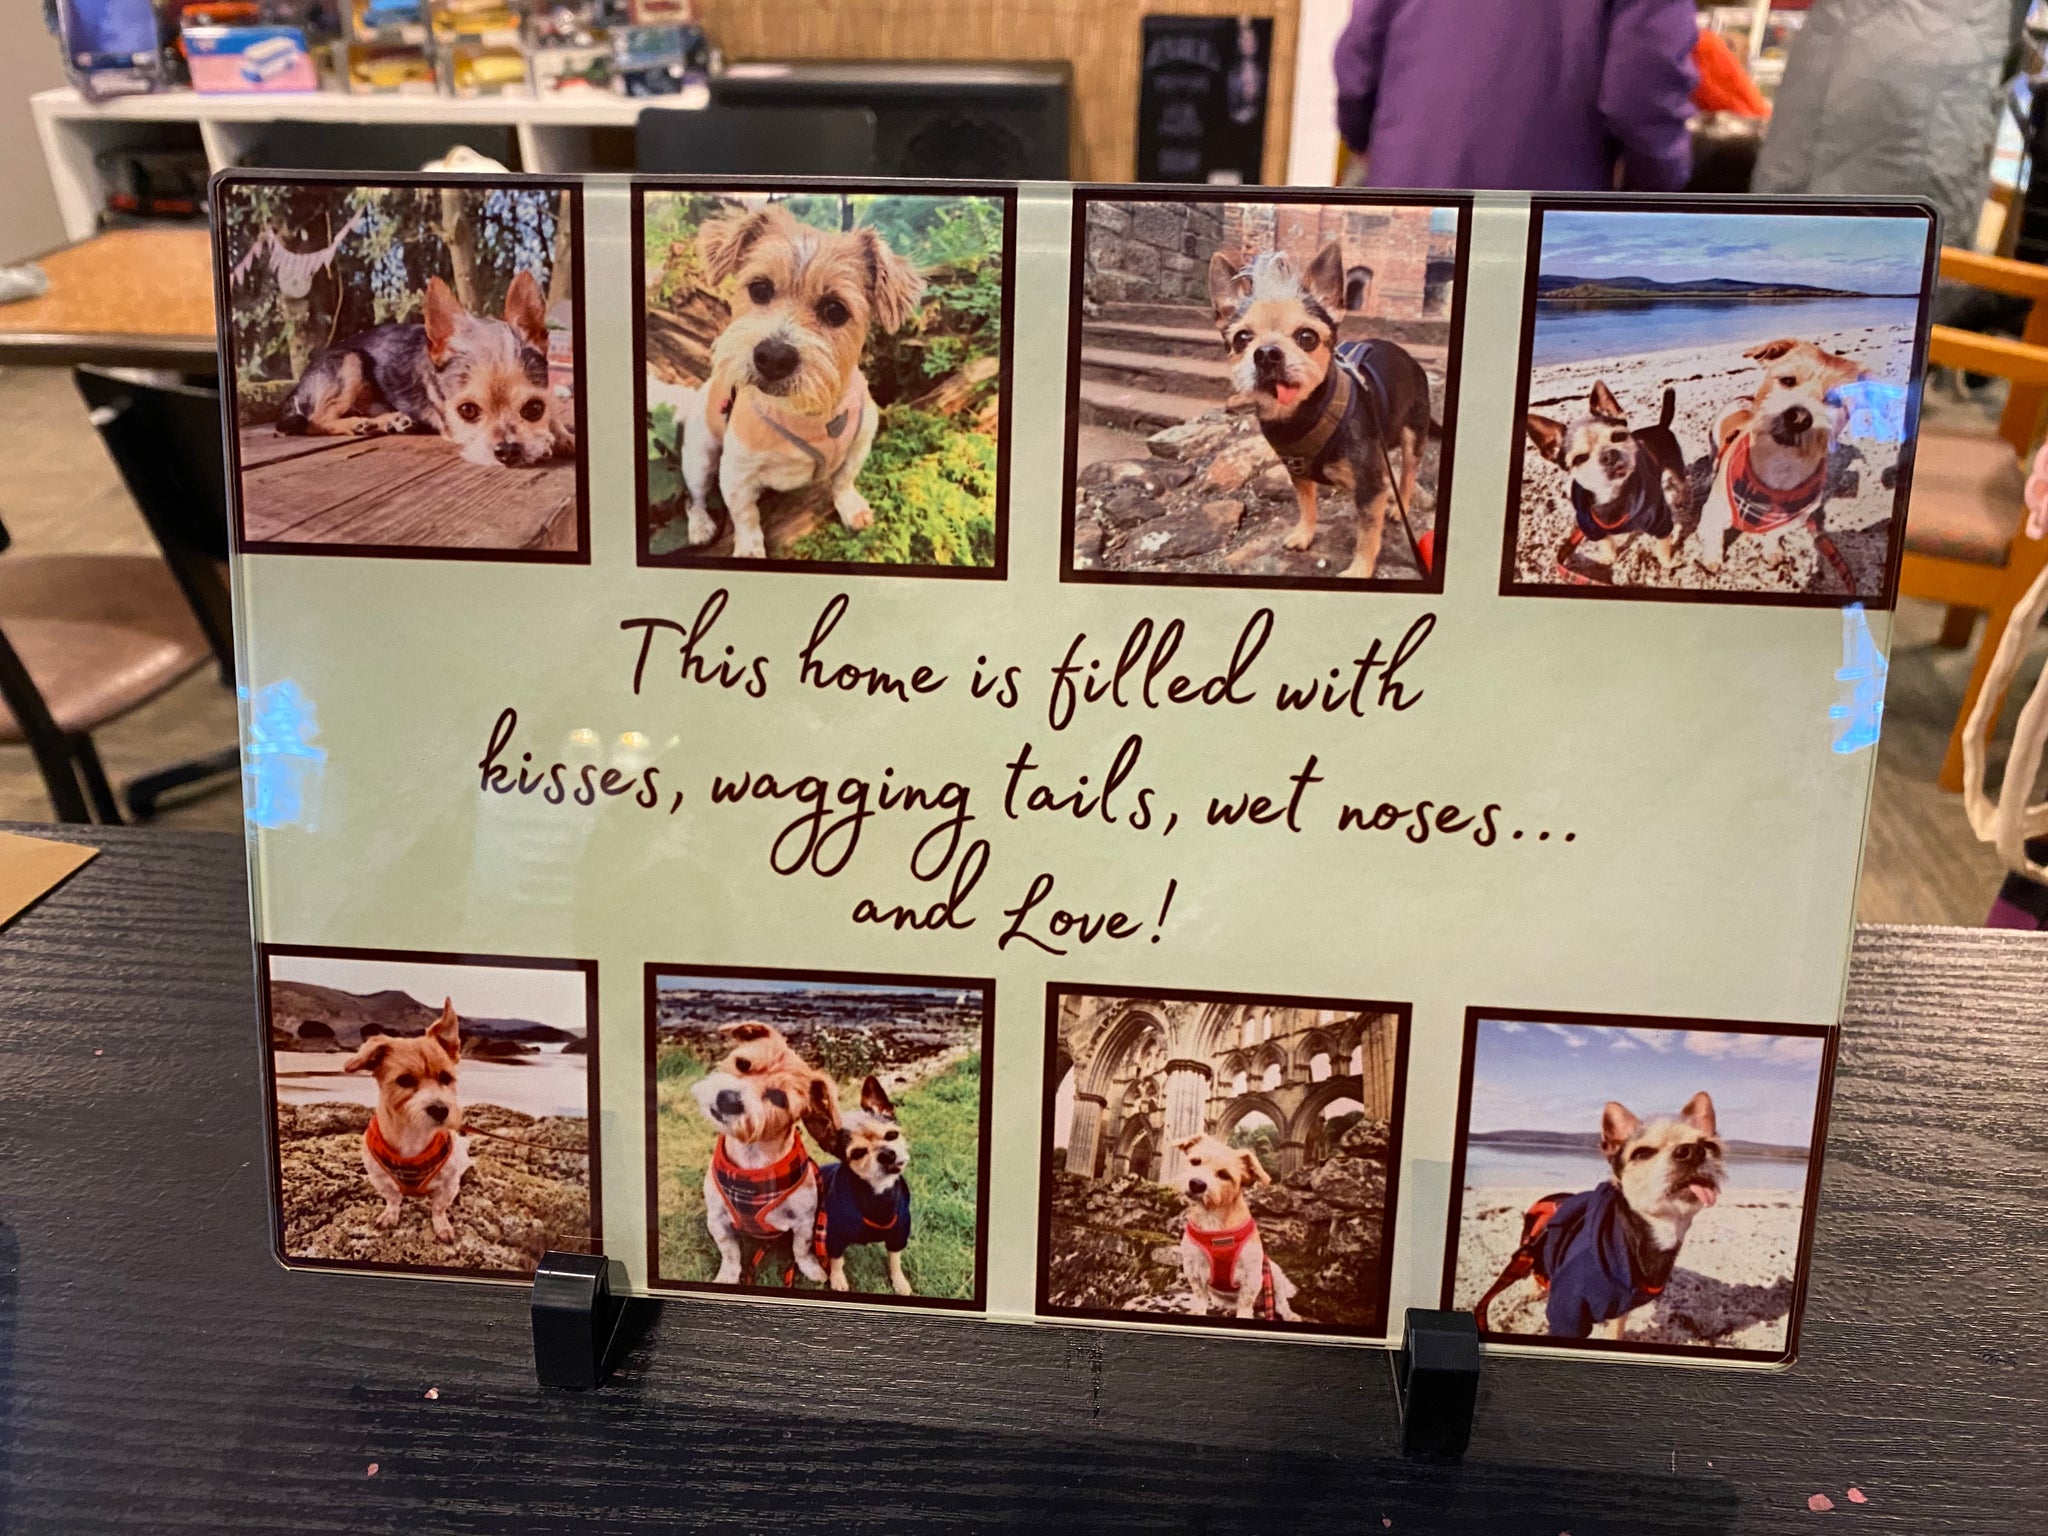 This home is filled with
kisses, wagging tails, wet noses...
and Love!